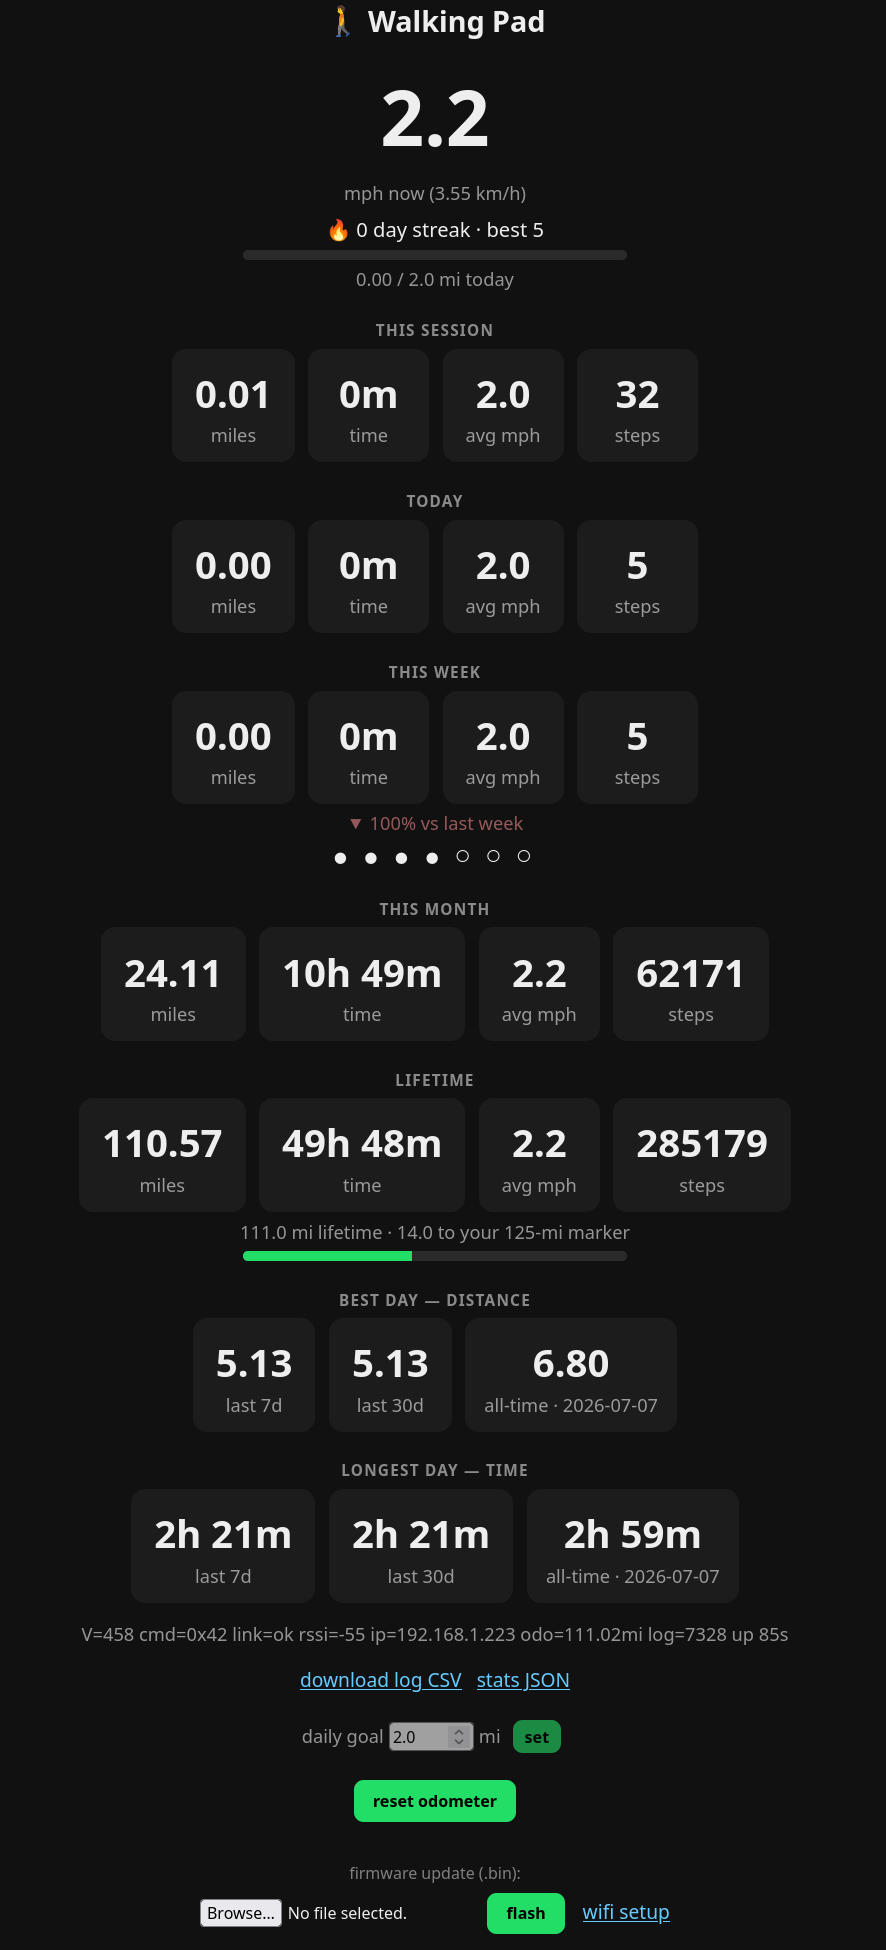 🚶 Walking Pad
2.2
mph now (3.55 km/h)
🔥 0 day streak · best 5
0.00 / 2.0 mi today
THIS SESSION
0.01 0m 2.0 32
miles time avg mph steps
TODAY
0.00 0m 2.0 5
miles time avg mph steps
THIS WEEK
0.00 0m 2.0 5
miles time avg mph steps
▼ 100% vs last week
● ● ● ● ○ ○ ○
THIS MONTH
24.11 10h 49m 2.2 62171
miles time avg mph steps
LIFETIME
110.57 49h 48m 2.2 285179
miles time avg mph steps
111.0 mi lifetime · 14.0 to your 125-mi marker
BEST DAY — DISTANCE
5.13 5.13 6.80
last 7d last 30d all-time · 2026-07-07
LONGEST DAY — TIME
2h 21m 2h 21m 2h 59m
last 7d last 30d all-time · 2026-07-07
V=458 cmd=0x42 link=ok rssi=-55 ip=192.168.1.223 odo=111.02mi log=7328 up 85s
download log CSV stats JSON
daily goal 2.0 mi set
reset odometer
firmware update (.bin):
Browse... No file selected. flash wifi setup